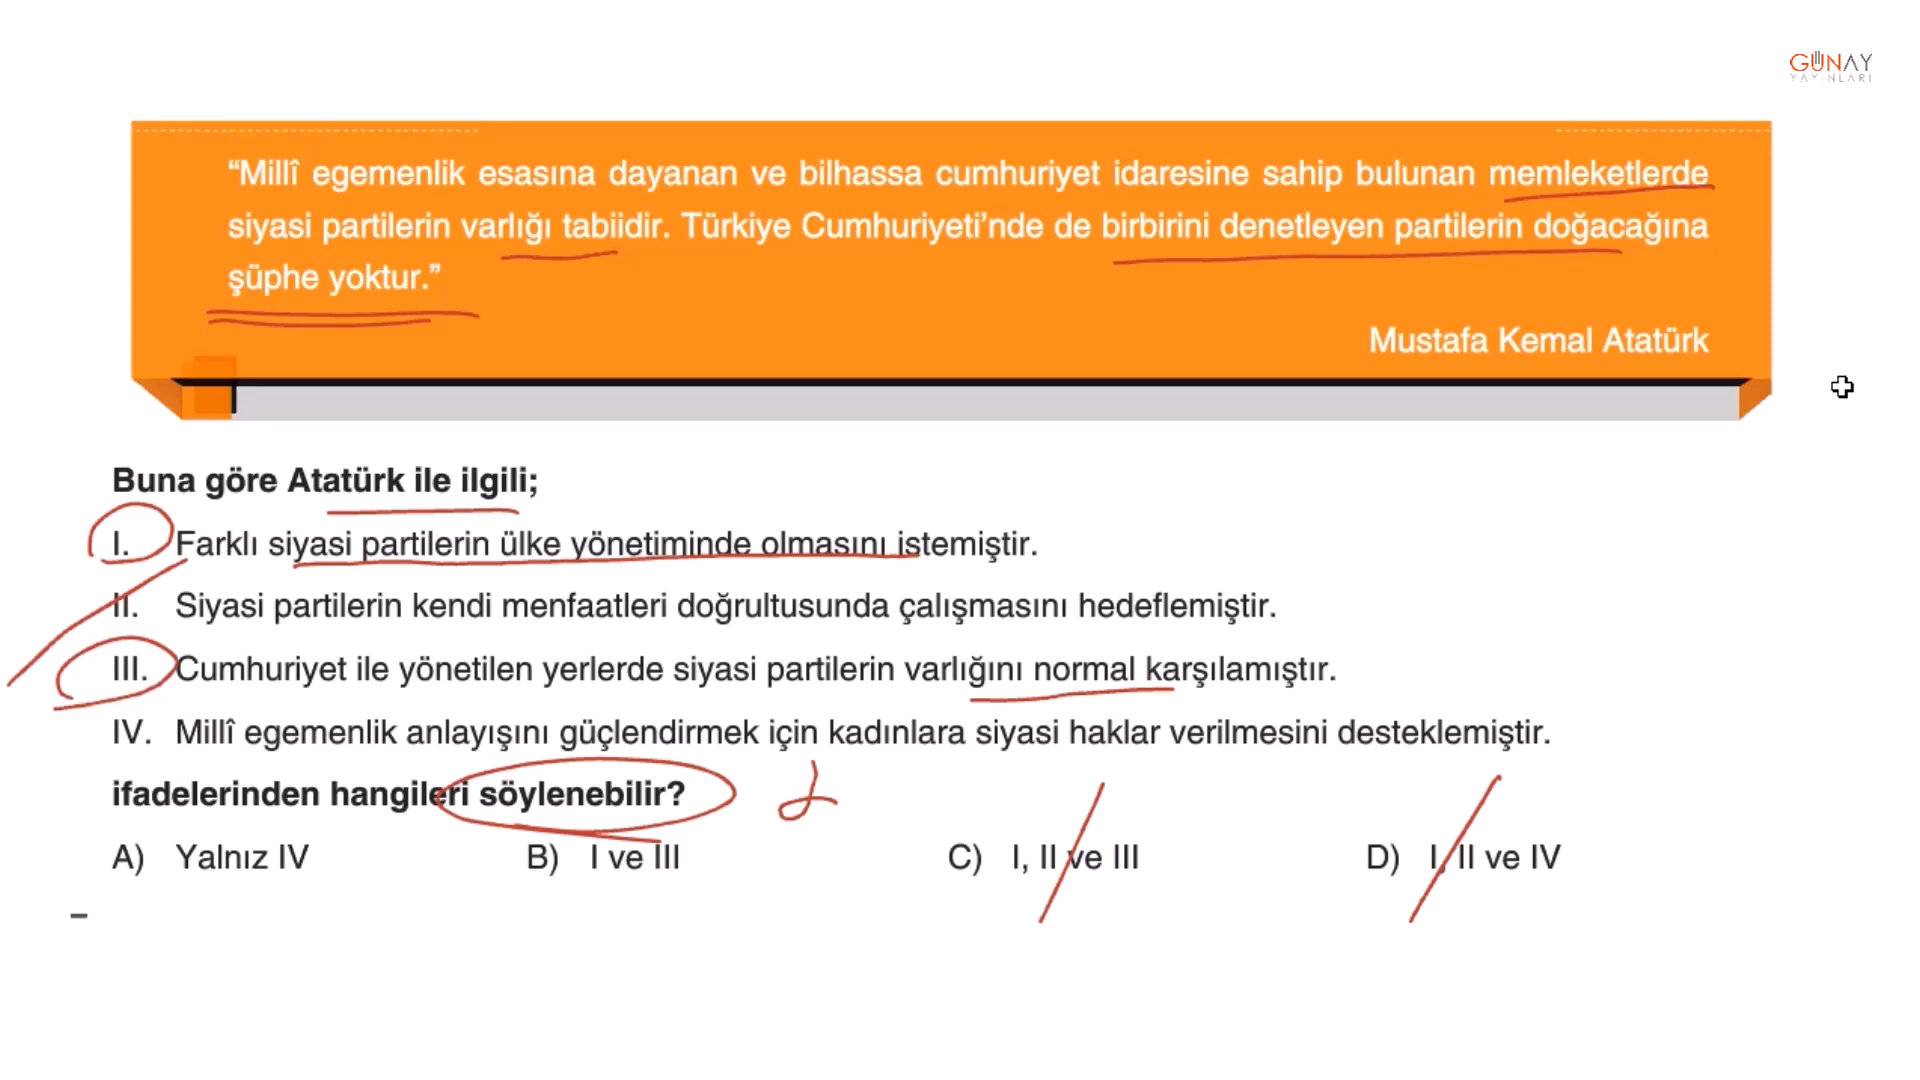 GÜNAY
YAYINLARI
“Millî egemenlik esasına dayanan ve bilhassa cumhuriyet idaresine sahip bulunan memleketlerde
siyasi partilerin varlığı tabiidir. Türkiye Cumhuriyeti’nde de birbirini denetleyen partilerin doğacağına
şüphe yoktur.”
Mustafa Kemal Atatürk
Buna göre Atatürk ile ilgili;
I. Farklı siyasi partilerin ülke yönetiminde olmasını istemiştir.
II. Siyasi partilerin kendi menfaatleri doğrultusunda çalışmasını hedeflemiştir.
III. Cumhuriyet ile yönetilen yerlerde siyasi partilerin varlığını normal karşılamıştır.
IV. Millî egemenlik anlayışını güçlendirmek için kadınlara siyasi haklar verilmesini desteklemiştir.
ifadelerinden hangileri söylenebilir?
A) Yalnız IV B) I ve III C) I, II ve III D) I, II ve IV